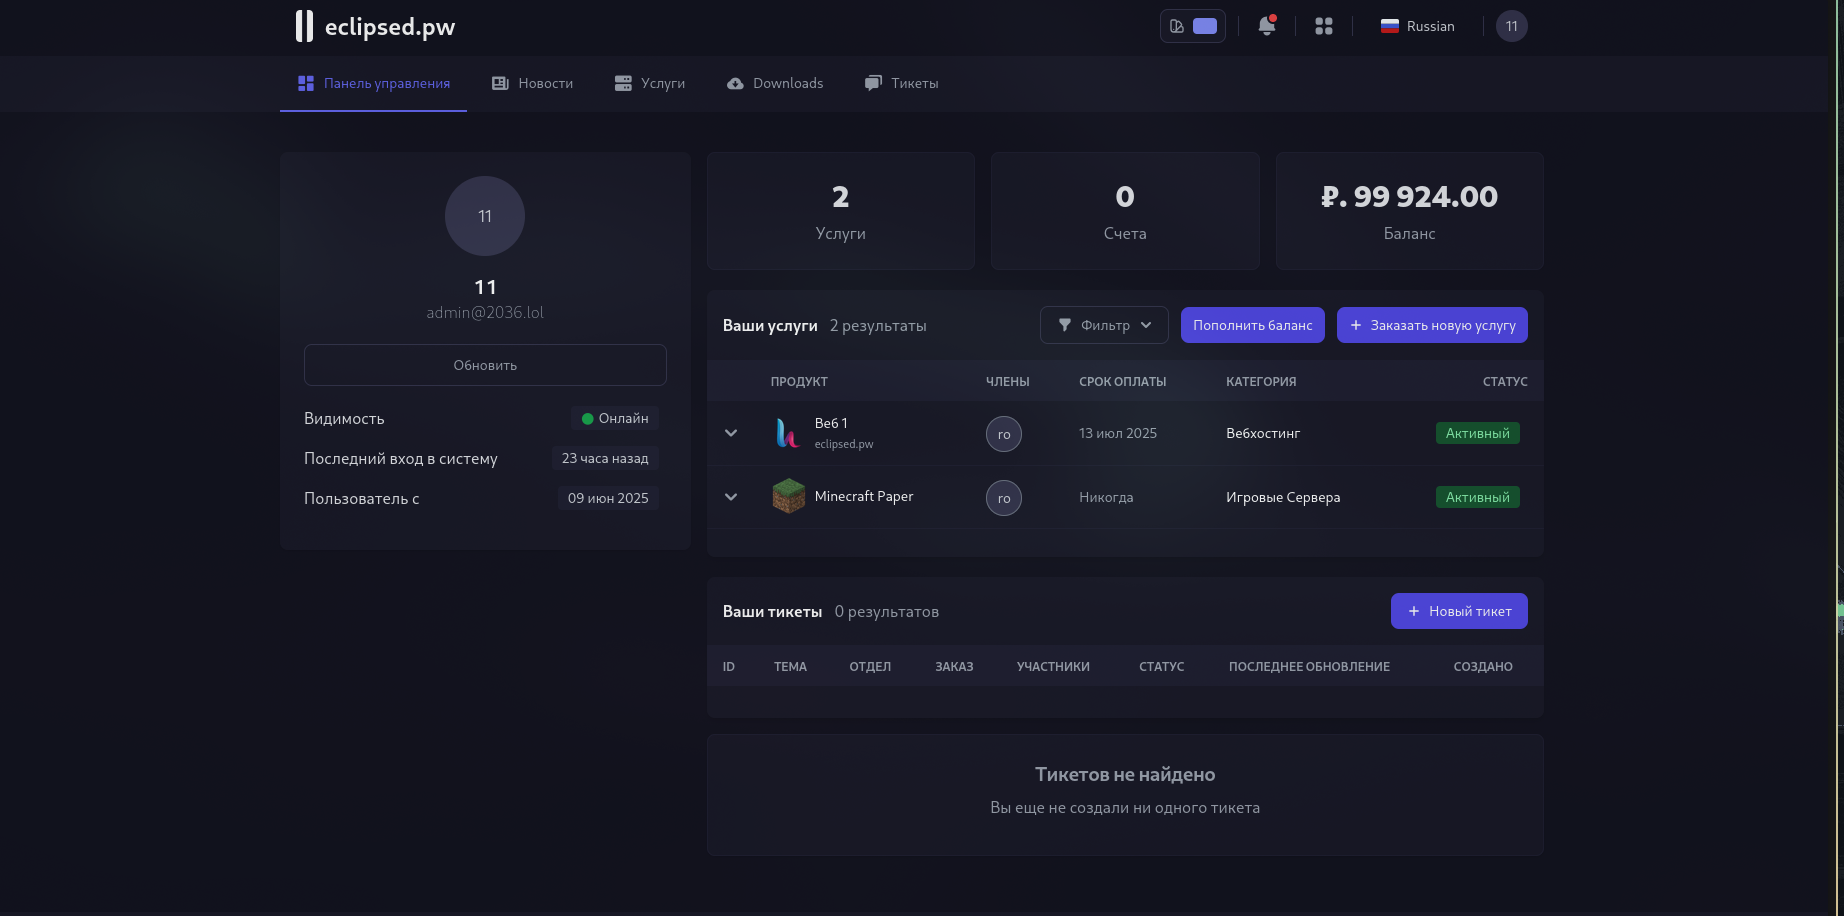 eclipsed.pw
Russian
11
Панель управления
Новости
Услуги
Downloads
Тикеты
11
11
admin@2036.lol
Обновить
Видимость
Онлайн
Последний вход в систему
23 часа назад
Пользователь с
09 июн 2025
2
Услуги
0
Счета
₽. 99 924.00
Баланс
Ваши услуги 2 результаты
Фильтр
Пополнить баланс
+ Заказать новую услугу
ПРОДУКТ ЧЛЕНЫ СРОК ОПЛАТЫ КАТЕГОРИЯ СТАТУС
Веб 1
eclipsed.pw
ro
13 июл 2025
Вебхостинг
Активный
Minecraft Paper
ro
Никогда
Игровые Сервера
Активный
Ваши тикеты 0 результатов
+ Новый тикет
ID ТЕМА ОТДЕЛ ЗАКАЗ УЧАСТНИКИ СТАТУС ПОСЛЕДНЕЕ ОБНОВЛЕНИЕ СОЗДАНО
Тикетов не найдено
Вы еще не создали ни одного тикета